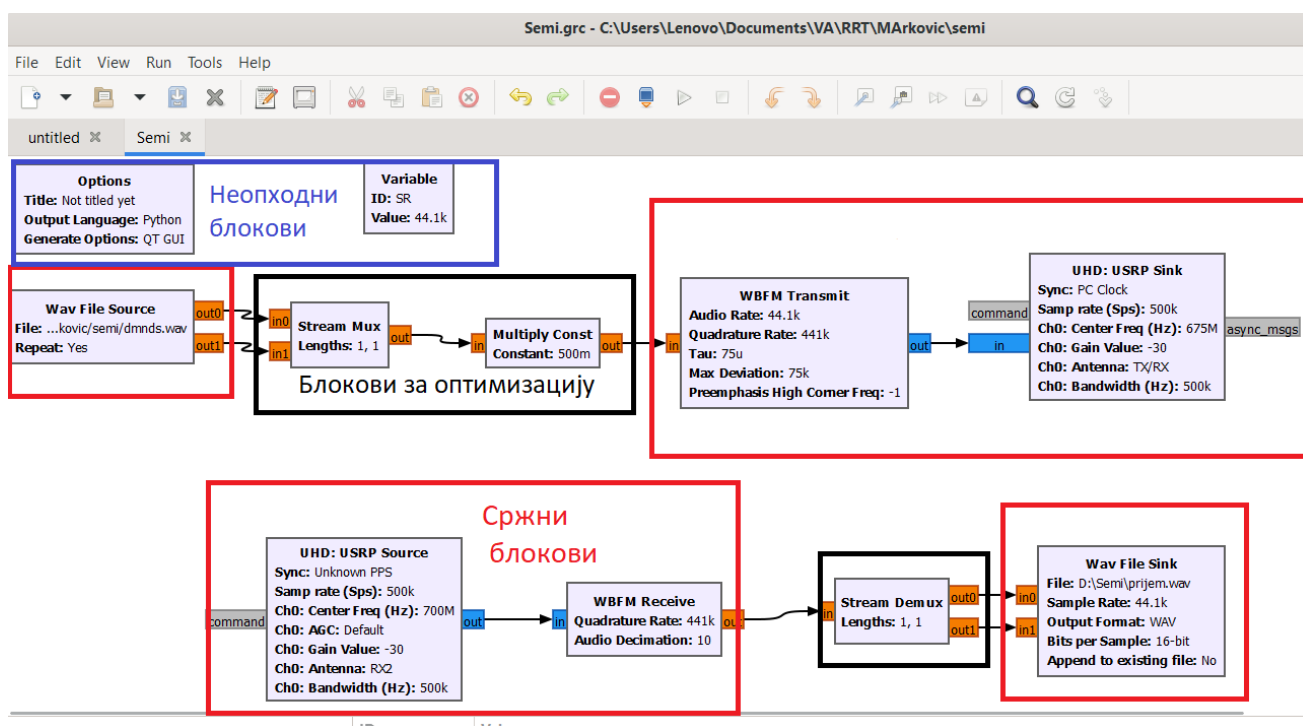 Semi.grc - C:\Users\Lenovo\Documents\VA\RRT\MArkovic\semi
File Edit View Run Tools Help
untitled
Semi
Options
Title: Not titled yet
Output Language: Python
Generate Options: QT GUI
Неопходни
блокови
Variable
ID: SR
Value: 44.1k
Wav File Source
File: ...kovic/semi/dmnds.wav
Repeat: Yes
out0
out1
in0
in1
Stream Mux
Lengths: 1, 1
out
in
Multiply Const
Constant: 500m
out
Блокови за оптимизацију
in
WBFM Transmit
Audio Rate: 44.1k
Quadrature Rate: 441k
Tau: 75u
Max Deviation: 75k
Preemphasis High Corner Freq: -1
out
command
in
UHD: USRP Sink
Sync: PC Clock
Samp rate (Sps): 500k
Ch0: Center Freq (Hz): 675M
Ch0: Gain Value: -30
Ch0: Antenna: TX/RX
Ch0: Bandwidth (Hz): 500k
async_msgs
Сржни
блокови
command
UHD: USRP Source
Sync: Unknown PPS
Samp rate (Sps): 500k
Ch0: Center Freq (Hz): 700M
Ch0: AGC: Default
Ch0: Gain Value: -30
Ch0: Antenna: RX2
Ch0: Bandwidth (Hz): 500k
out
in
WBFM Receive
Quadrature Rate: 441k
Audio Decimation: 10
out
in
Stream Demux
Lengths: 1, 1
out0
out1
in0
in1
Wav File Sink
File: D:\Semi\prijem.wav
Sample Rate: 44.1k
Output Format: WAV
Bits per Sample: 16-bit
Append to existing file: No